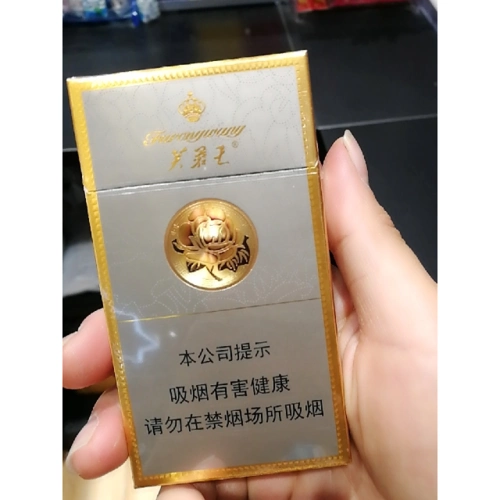 Furongwang
芙蓉王®
本公司提示
吸烟有害健康
请勿在禁烟场所吸烟